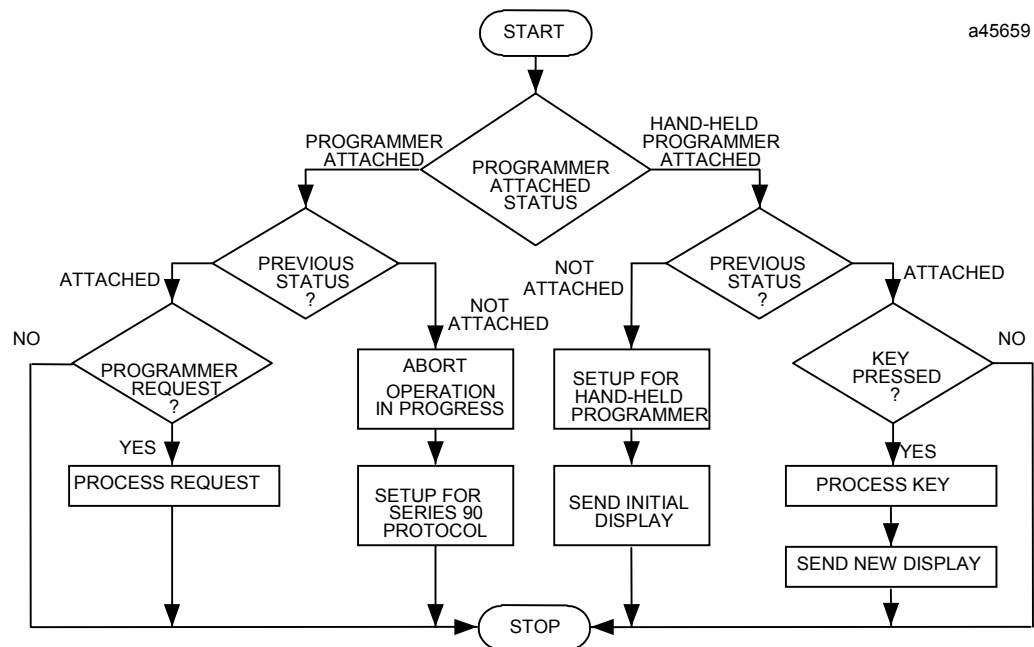 START
a45659
PROGRAMMER
ATTACHED
HAND-HELD
PROGRAMMER
ATTACHED
PROGRAMMER
ATTACHED
STATUS
ATTACHED
PREVIOUS
STATUS
?
NOT
ATTACHED
NOT
ATTACHED
PREVIOUS
STATUS
?
ATTACHED
NO
PROGRAMMER
REQUEST
?
YES
PROCESS REQUEST
ABORT
OPERATION
IN PROGRESS
SETUP FOR
SERIES 90
PROTOCOL
SETUP FOR
HAND-HELD
PROGRAMMER
SEND INITIAL
DISPLAY
KEY
PRESSED
?
NO
YES
PROCESS KEY
SEND NEW DISPLAY
STOP